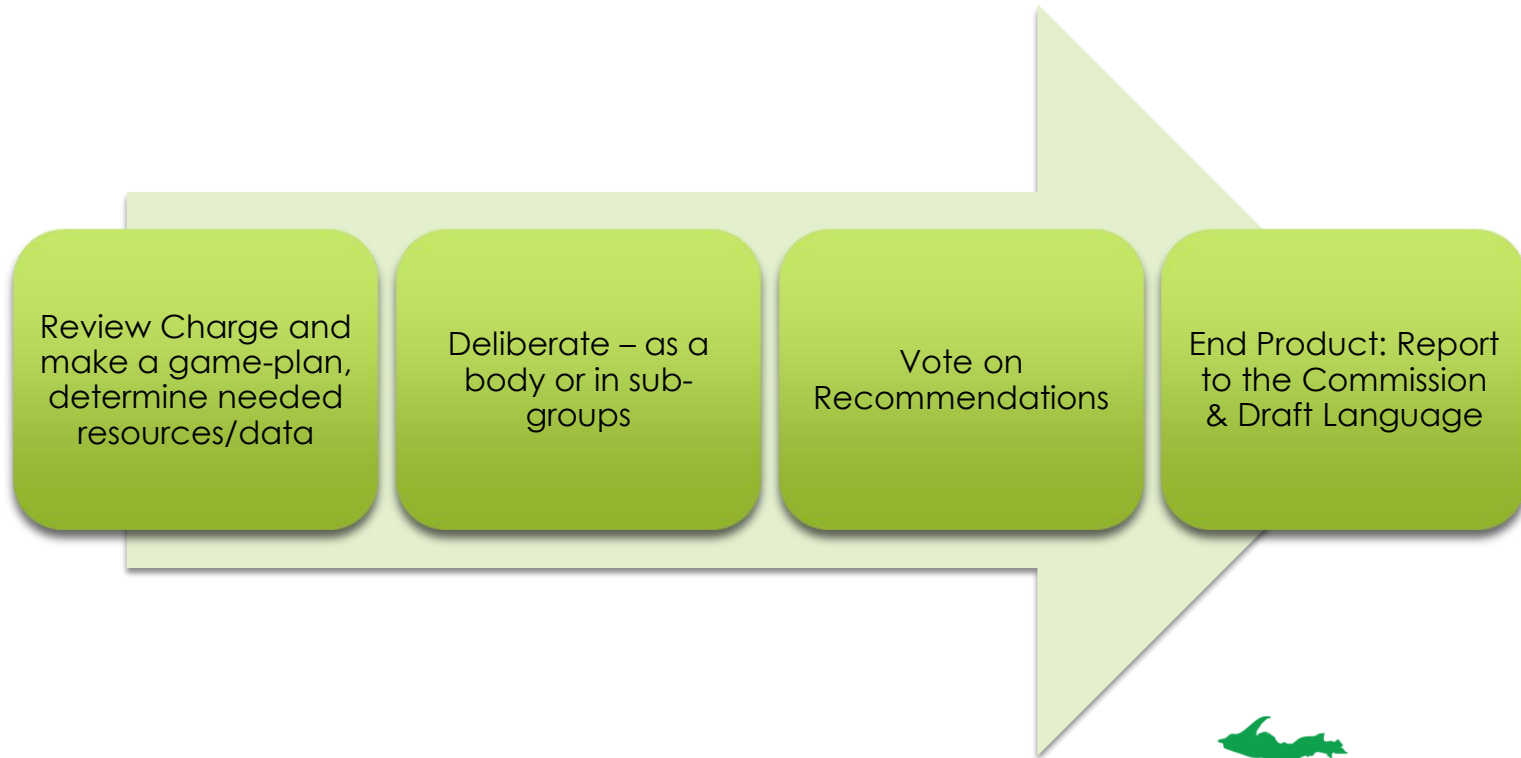 Review Charge and
make a game-plan,
determine needed
resources/data
Deliberate – as a
body or in sub-
groups
Vote on
Recommendations
End Product: Report
to the Commission
& Draft Language